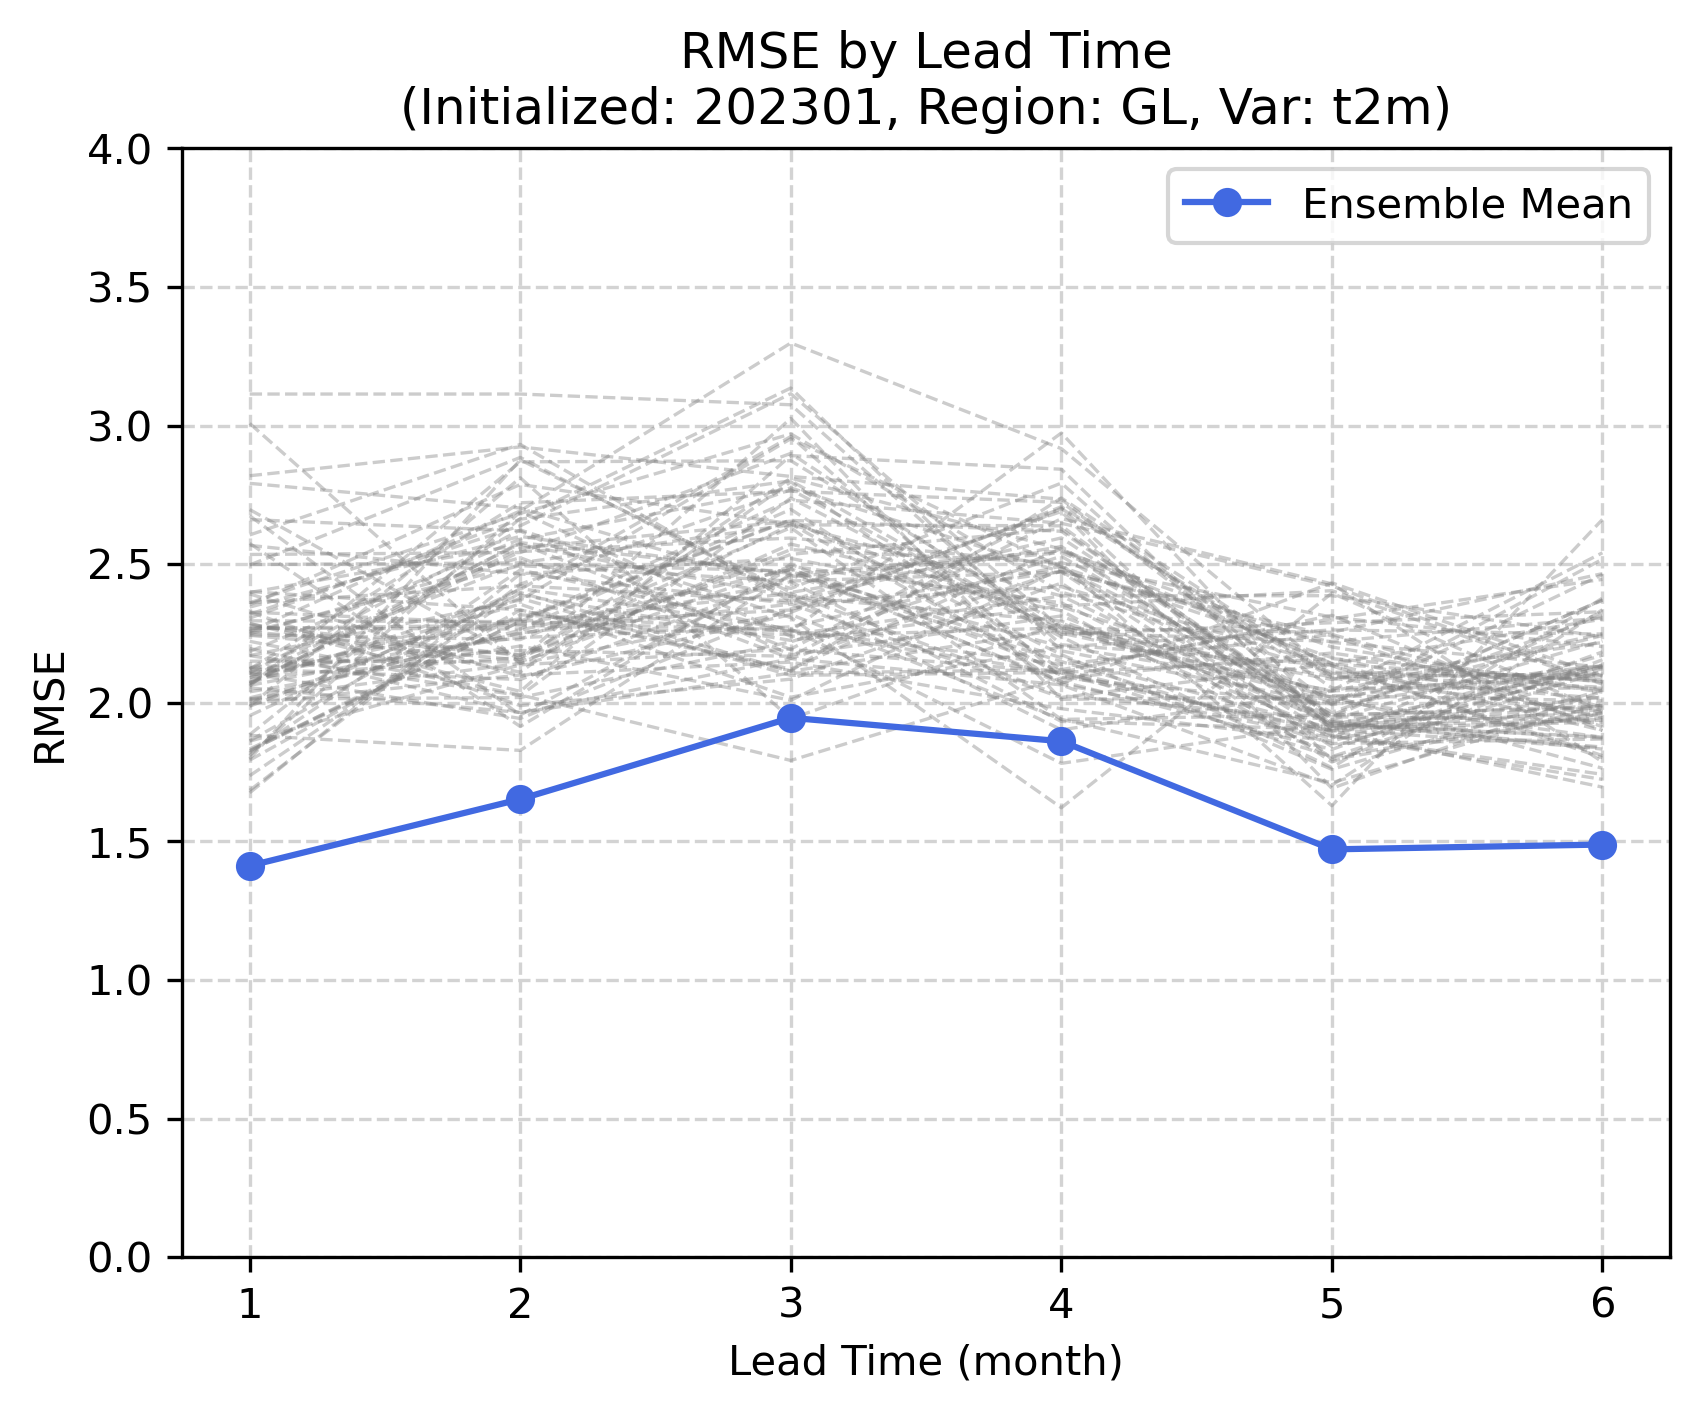 RMSE by Lead Time
(Initialized: 202301, Region: GL, Var: t2m)
Ensemble Mean
4.0
3.5
3.0
2.5
2.0
1.5
1.0
0.5
0.0
RMSE
1 2 3 4 5 6
Lead Time (month)